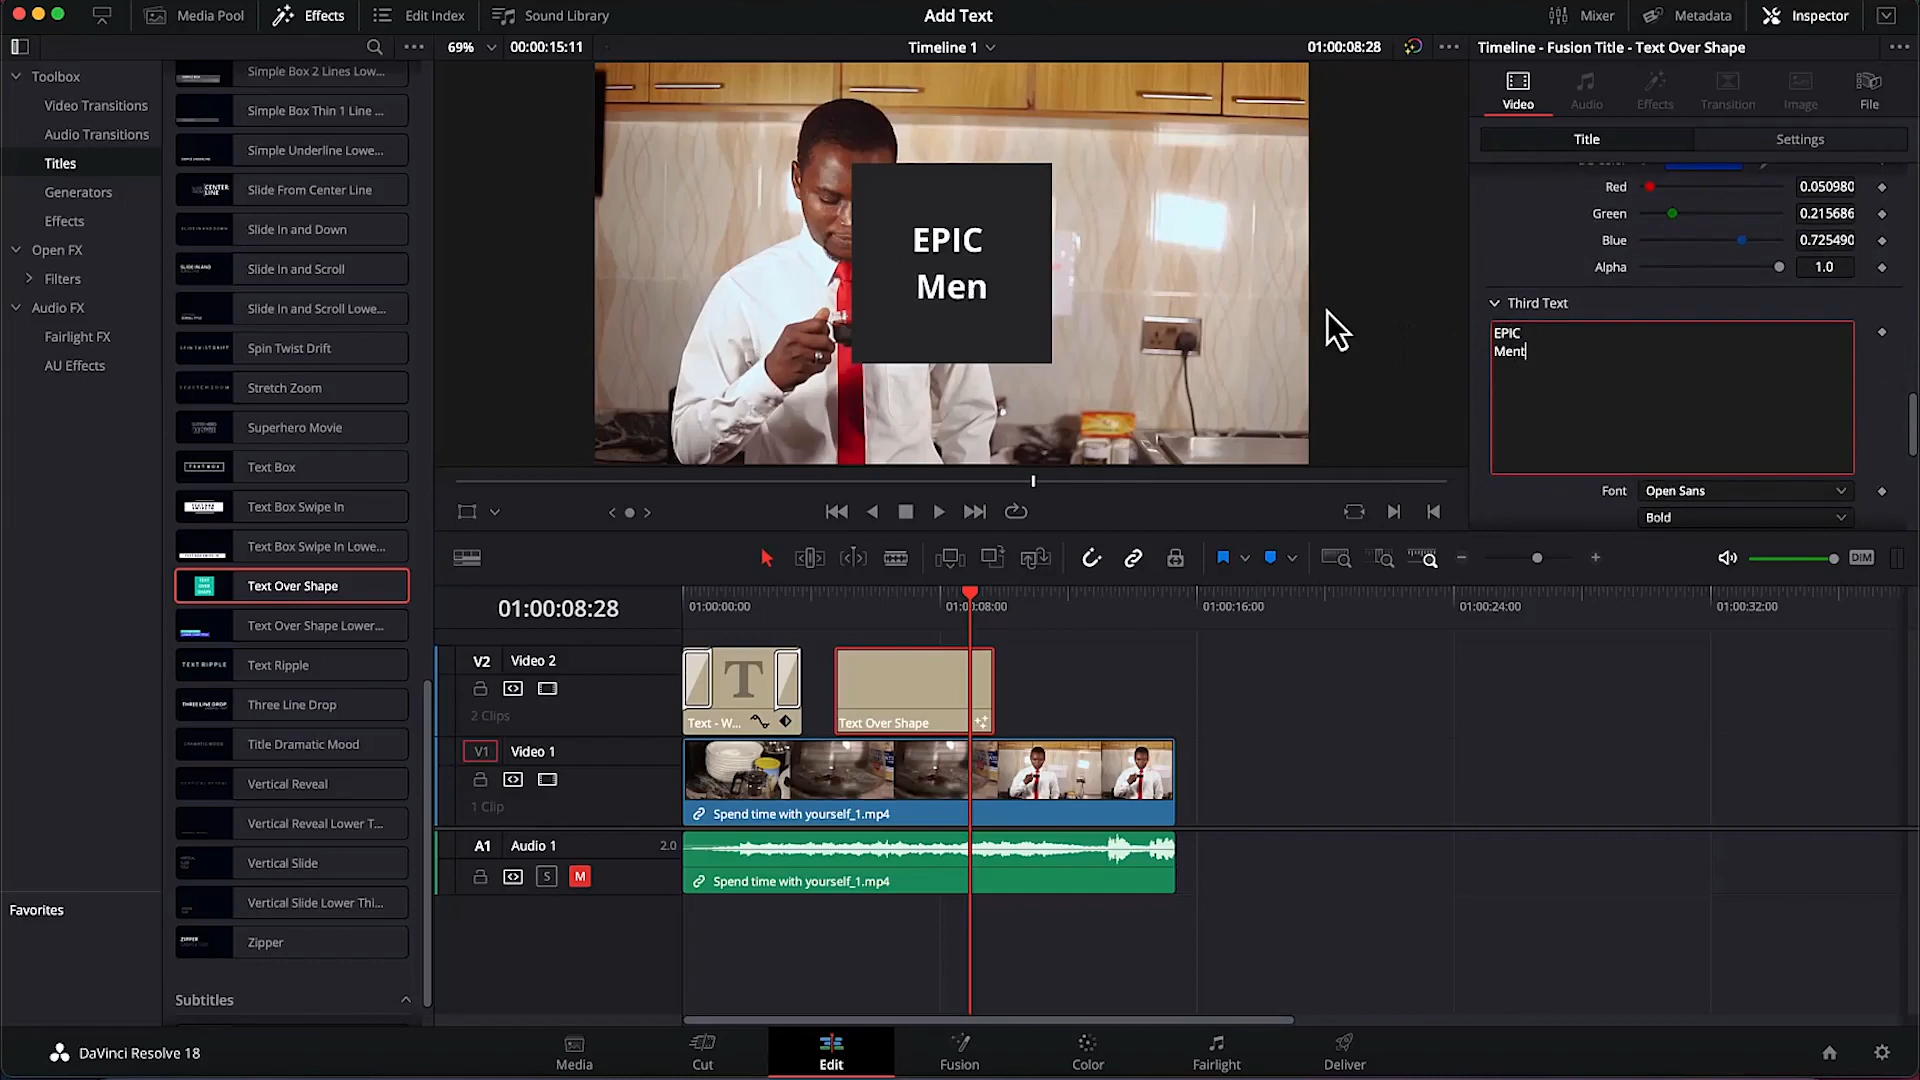 Media Pool
Effects
Edit Index
Sound Library
Add Text
Mixer
Metadata
Inspector
69%
00:00:15:11
Timeline 1
01:00:08:28
Timeline - Fusion Title - Text Over Shape
Toolbox
Video Transitions
Audio Transitions
Titles
Generators
Effects
Open FX
Filters
Audio FX
Fairlight FX
AU Effects
Favorites
Simple Box 2 Lines Low...
Simple Box Thin 1 Line ...
Simple Underline Lowe...
Slide From Center Line
Slide In and Down
Slide In and Scroll
Slide In and Scroll Lowe...
Spin Twist Drift
Stretch Zoom
Superhero Movie
Text Box
Text Box Swipe In
Text Box Swipe In Lowe...
Text Over Shape
Text Over Shape Lower...
Text Ripple
Three Line Drop
Title Dramatic Mood
Vertical Reveal
Vertical Reveal Lower T...
Vertical Slide
Vertical Slide Lower Thi...
Zipper
Subtitles
EPIC
Men
Video
Audio
Effects
Transition
Image
File
Title
Settings
Red
0.050980
Green
0.215686
Blue
0.725490
Alpha
1.0
Third Text
EPIC
Ment
Font
Open Sans
Bold
DIM
01:00:08:28
01:00:00:00
01:00:08:00
01:00:16:00
01:00:24:00
01:00:32:00
V2
Video 2
2 Clips
T
Text - W...
Text Over Shape
V1
Video 1
1 Clip
Spend time with yourself_1.mp4
A1
Audio 1
2.0
S
M
Spend time with yourself_1.mp4
DaVinci Resolve 18
Media
Cut
Edit
Fusion
Color
Fairlight
Deliver